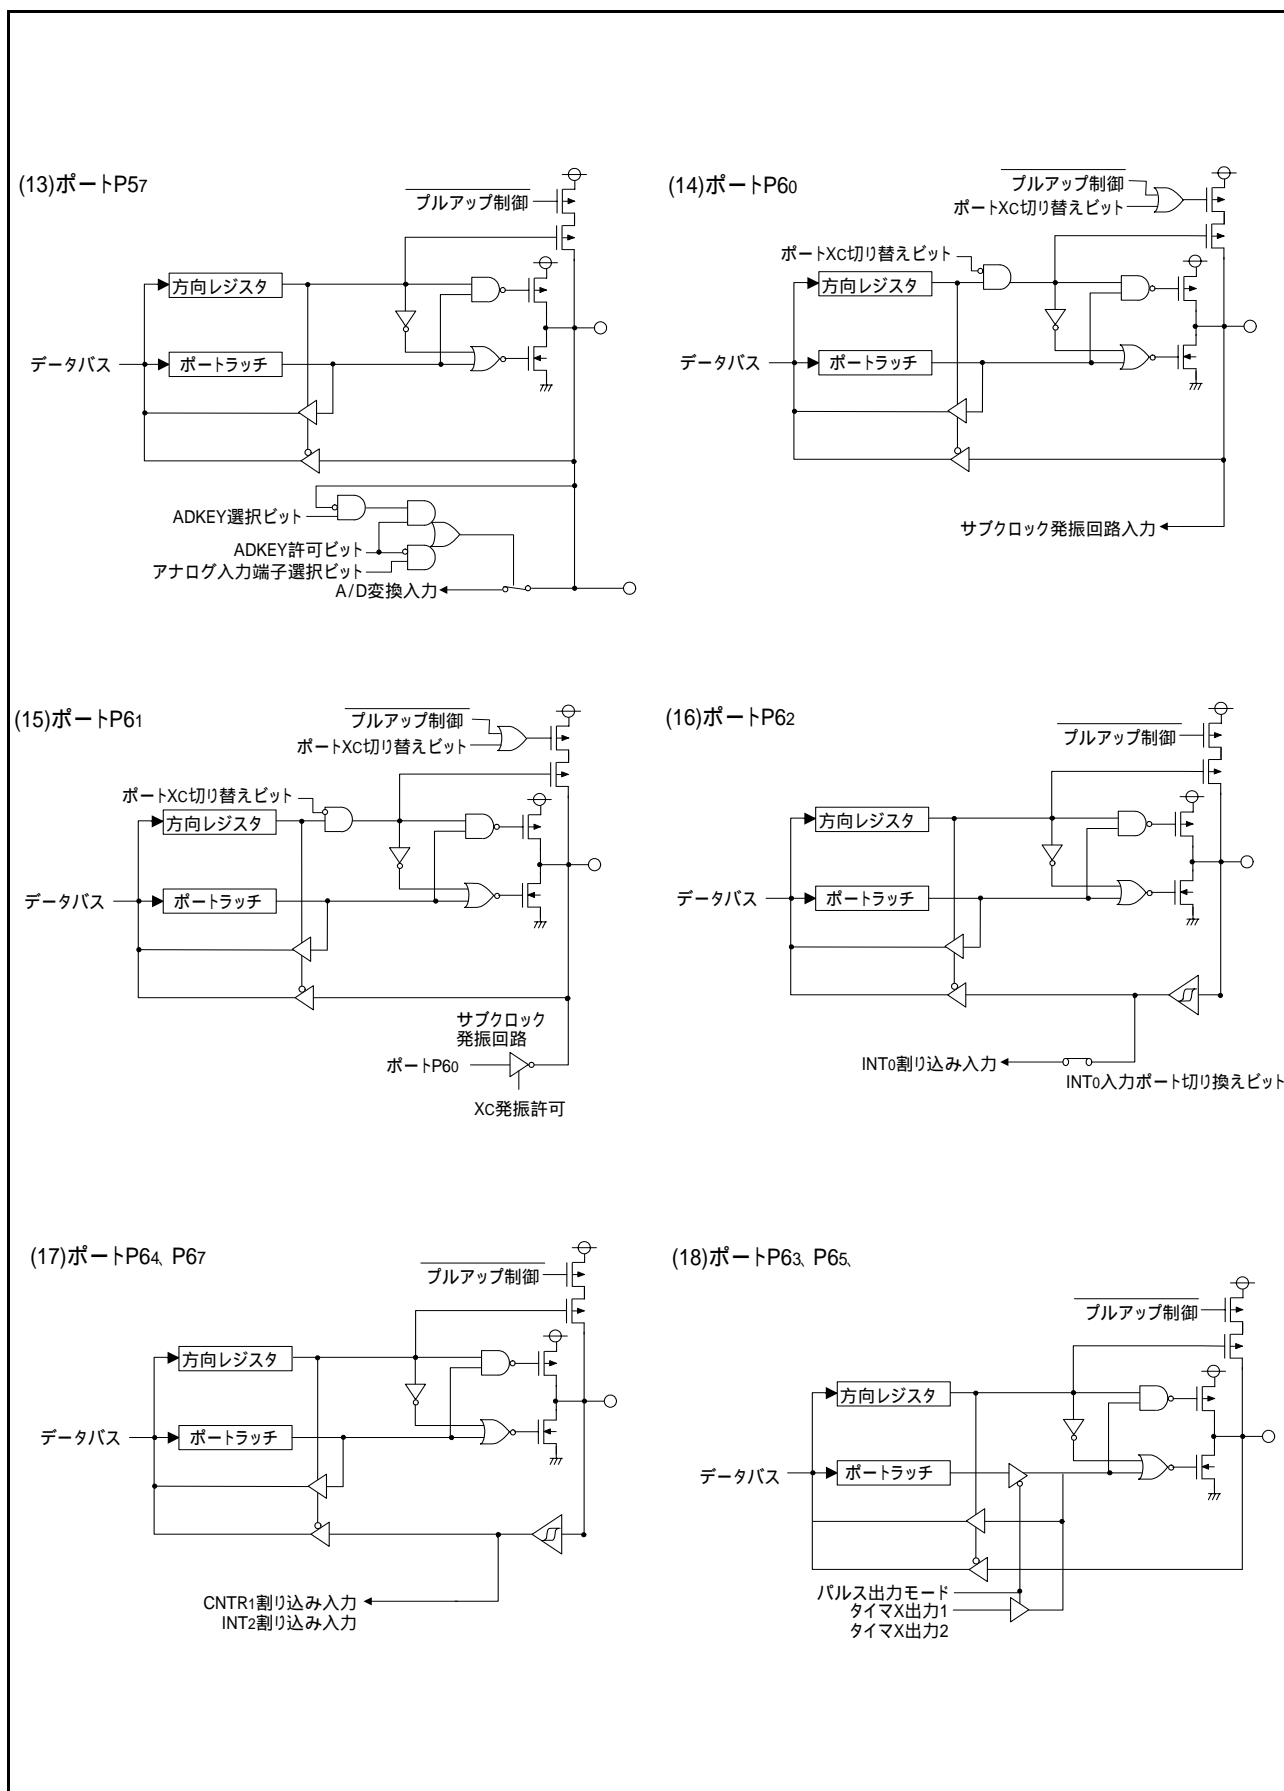 (13)ポートP57
プルアップ制御
方向レジスタ
データバス
ポートラッチ
ADKEY選択ビット
ADKEY許可ビット
アナログ入力端子選択ビット
A/D変換入力
(14)ポートP60
プルアップ制御
ポートXC切り替えビット
ポートXC切り替えビット
方向レジスタ
データバス
ポートラッチ
サブクロック発振回路入力
(15)ポートP61
プルアップ制御
ポートXC切り替えビット
ポートXC切り替えビット
方向レジスタ
データバス
ポートラッチ
サブクロック
発振回路
ポートP60
XC発振許可
(16)ポートP62
プルアップ制御
方向レジスタ
データバス
ポートラッチ
INT0割り込み入力
INT0入力ポート切り換えビット
(17)ポートP64、P67
プルアップ制御
方向レジスタ
データバス
ポートラッチ
CNTR1割り込み入力
INT2割り込み入力
(18)ポートP63、P65、
プルアップ制御
方向レジスタ
データバス
ポートラッチ
パルス出力モード
タイマX出力1
タイマX出力2